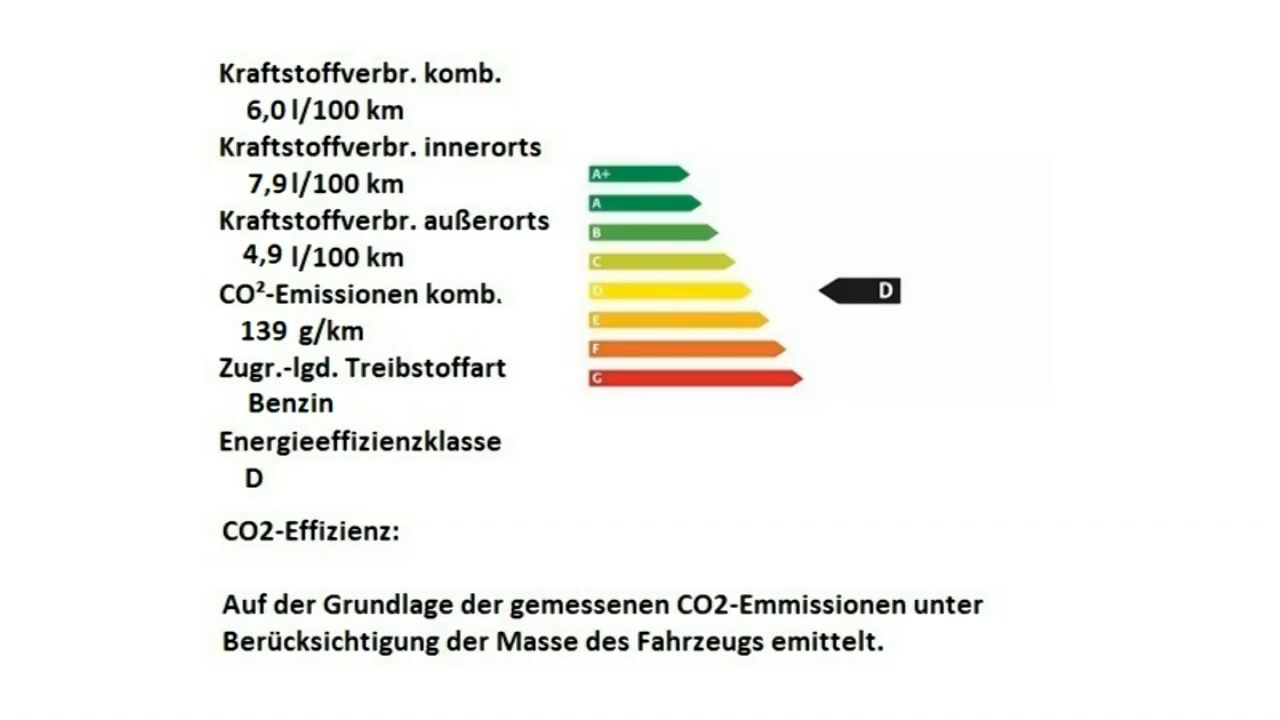 Kraftstoffverbr. komb.
6,0 l/100 km
Kraftstoffverbr. innerorts
7,9 l/100 km
Kraftstoffverbr. außerorts
4,9 l/100 km
CO²-Emissionen komb.
139 g/km
Zugr.-lgd. Treibstoffart
Benzin
Energieeffizienzklasse
D
A+
A
B
C
D
E
F
G
D
CO2-Effizienz:
Auf der Grundlage der gemessenen CO2-Emmissionen unter
Berücksichtigung der Masse des Fahrzeugs emittelt.